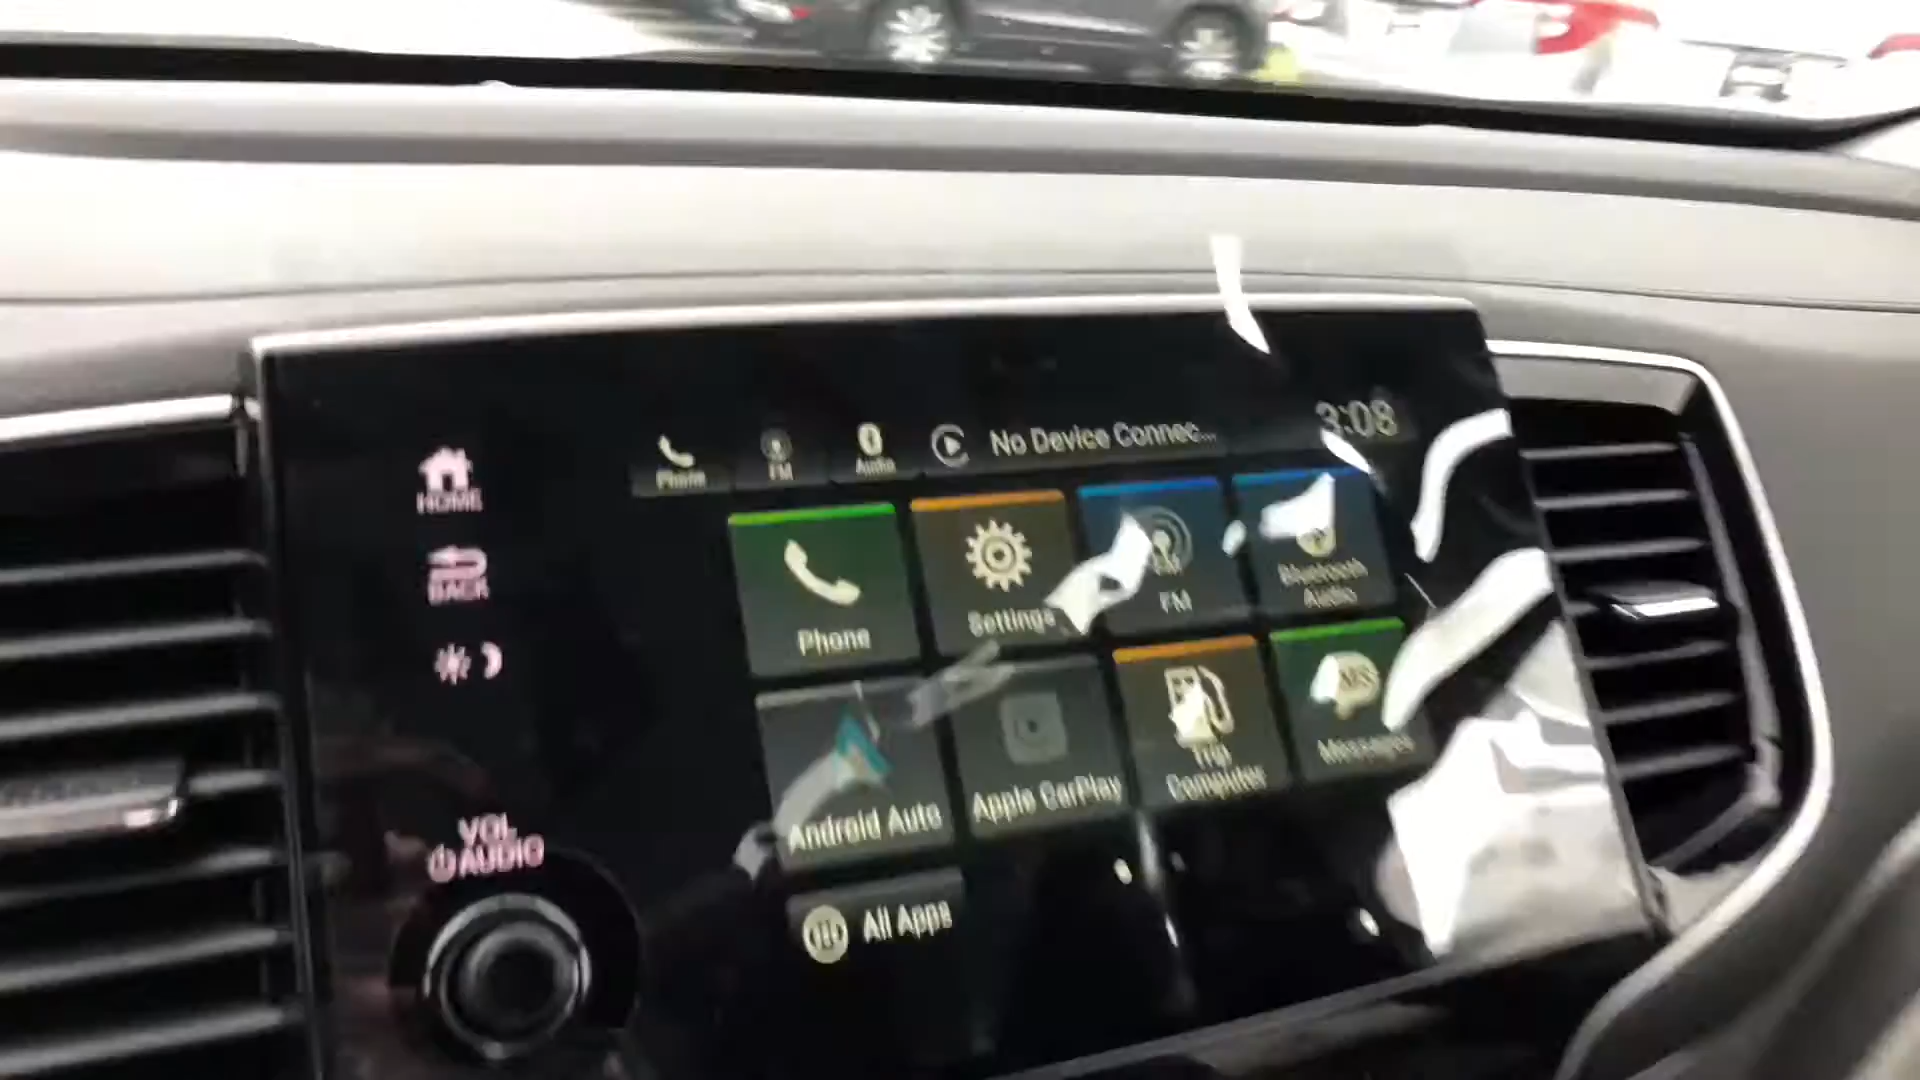 Phone
FM
Audio
No Device Connec...
3:08
HOME
BACK
VOL
AUDIO
Phone
Settings
FM
Bluetooth
Audio
Android Auto
Apple CarPlay
Trip
Computer
Messages
All Apps